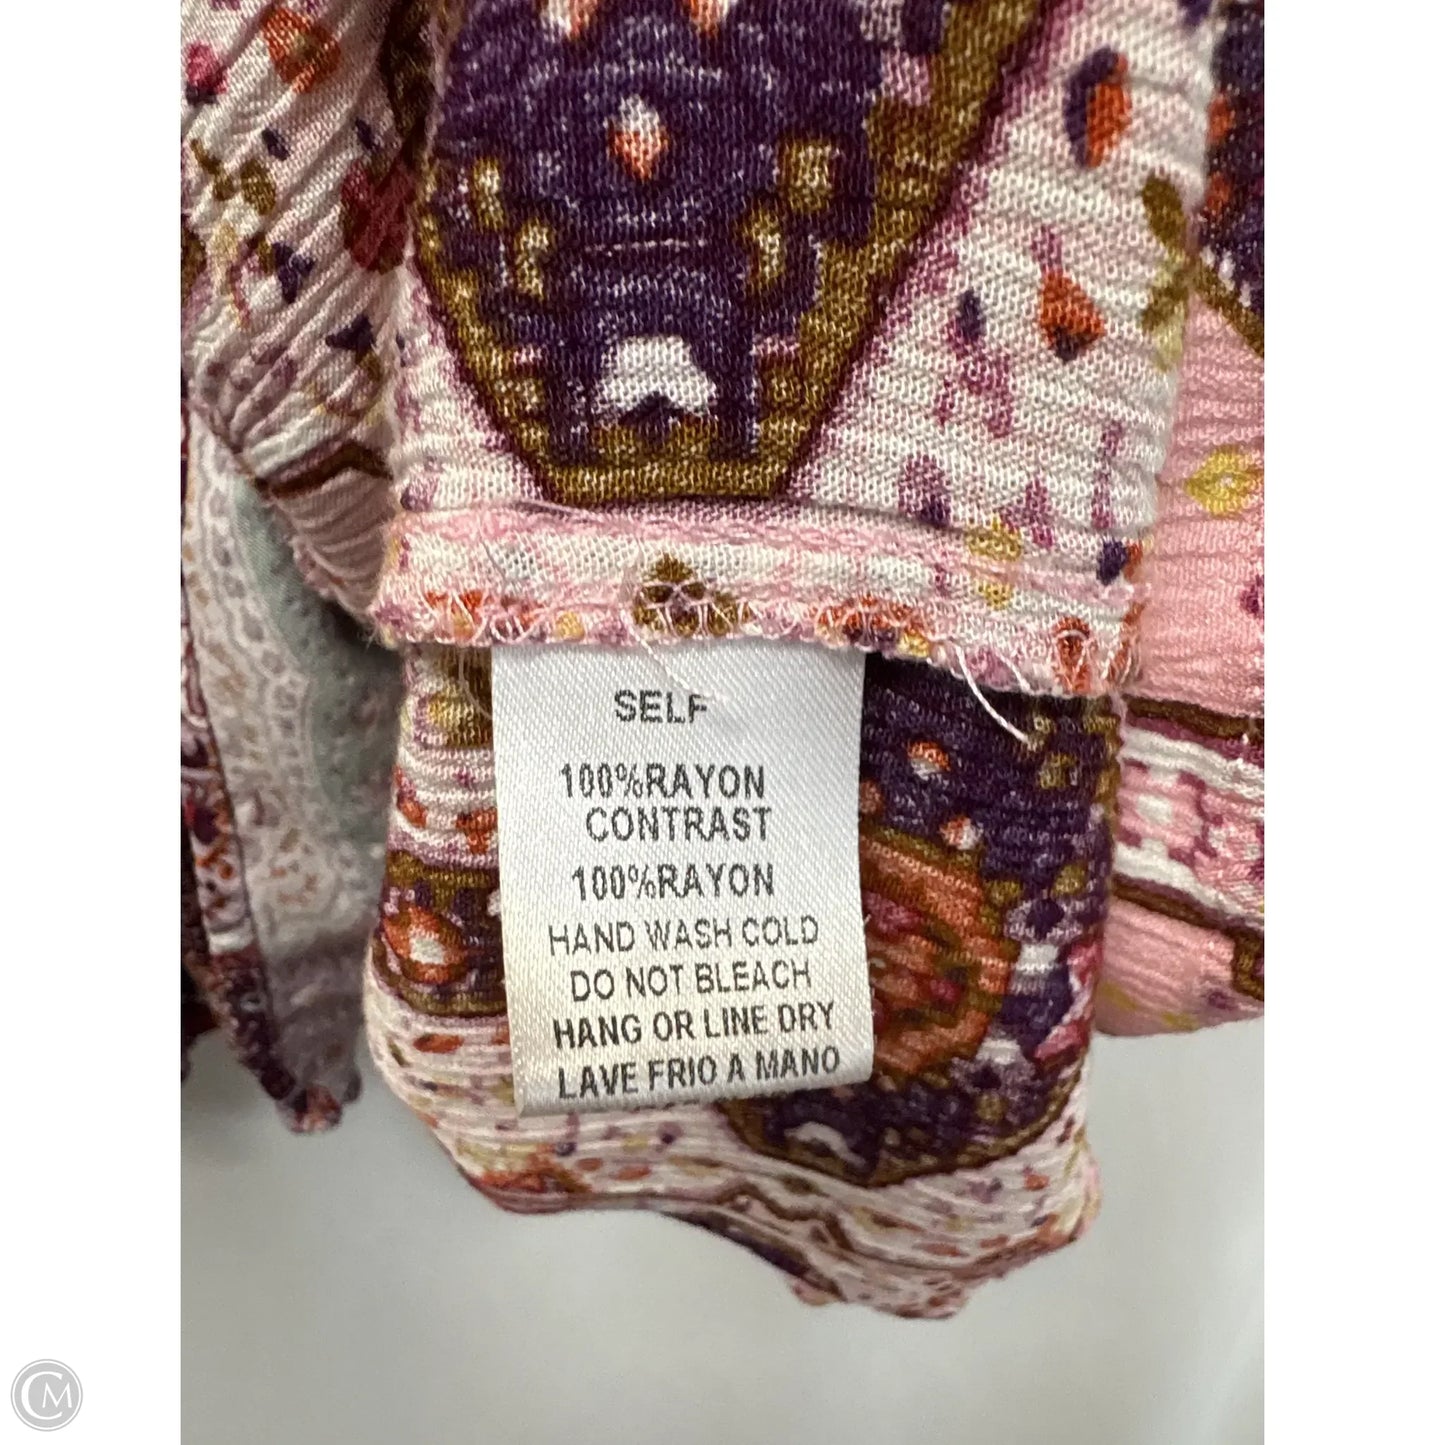 SELF
100%RAYON
CONTRAST
100%RAYON
HAND WASH COLD
DO NOT BLEACH
HANG OR LINE DRY
LAVE FRIO A MANO
CM